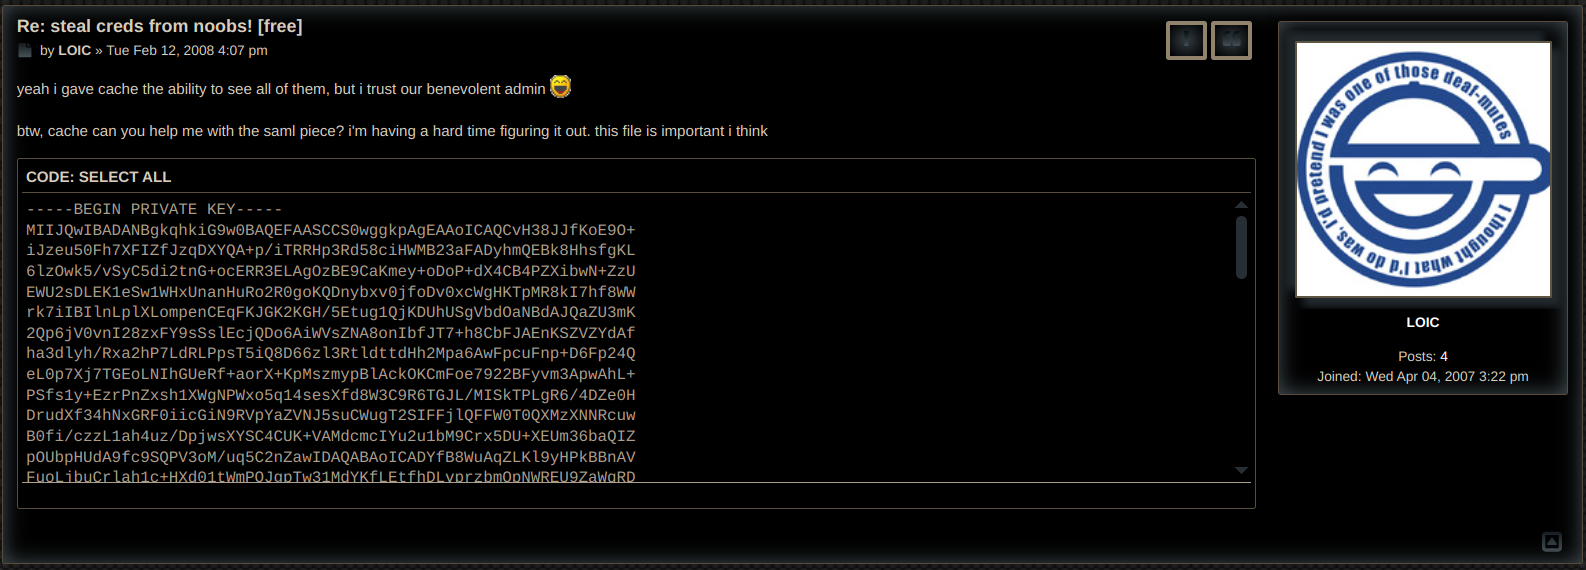 Re: steal creds from noobs! [free]
by LOIC » Tue Feb 12, 2008 4:07 pm
yeah i gave cache the ability to see all of them, but i trust our benevolent admin
btw, cache can you help me with the saml piece? i'm having a hard time figuring it out. this file is important i think
CODE: SELECT ALL
-----BEGIN PRIVATE KEY-----
MIIJQwIBADANBgkqhkiG9w0BAQEFAASCCS0wggkpAgEAAoICAQCvH38JJfKoE9O+
iJzeu50Fh7XFIZfJzqDXYQA+p/iTRRHp3Rd58ciHWMB23aFADyhmQEBk8HhsfgKL
6lzOwk5/vSyC5di2tnG+ocERR3ELAgOzBE9CaKmey+oDoP+dX4CB4PZXibwN+ZzU
EWU2sDLEK1eSw1WHxUnanHuRo2R0goKQDnybxv0jfoDv0xcWgHKTpMR8kI7hf8WW
rk7iIBIlnLplXLompenCEqFKJGK2KGH/5Etug1QjKDUhUSgVbdOaNBdAJQaZU3mK
2Qp6jV0vnI28zxFY9sSslEcjQDo6AiWVsZNA8onIbfJT7+h8CbFJAEnKSZVZYdAf
ha3dlyh/Rxa2hP7LdRLPpsT5iQ8D66zl3RtldttdHh2Mpa6AwFpcuFnp+D6Fp24Q
eL0p7Xj7TGEoLNIhGUeRf+aorX+KpMszmypBlAckOKCmFoe7922BFyvm3ApwAhL+
PSfs1y+EzrPnZxsh1XWgNPWxo5q14sesXfd8W3C9R6TGJL/MISkTPLgR6/4DZe0H
DrudXf34hNxGRF0iicGiN9RVpYaZVNJ5suCWugT2SIFFjlQFFW0T0QXMzXNNRcuw
B0fi/czzL1ah4uz/DpjwsXYSC4CUK+VAMdcmcIYu2u1bM9Crx5DU+XEUm36baQIZ
pOUbpHUdA9fc9SQPV3oM/uq5C2nZawIDAQABAoICADYfB8WuAqZLKl9yHPkBBnAV
FuoLjbuCrlah1c+HXd01tWmPOJgpTw31MdYKfLEtfhDLyprzbmOpNWREU9ZaWgRD
I thought what I'd do was, I'd pretend I was one of those deaf-mutes
LOIC
Posts: 4
Joined: Wed Apr 04, 2007 3:22 pm